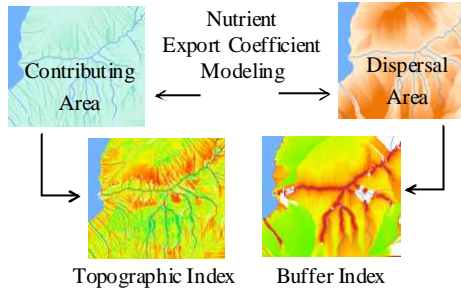 Nutrient
Export Coefficient
Modeling
Contributing
Area
Dispersal
Area
Topographic Index
Buffer Index